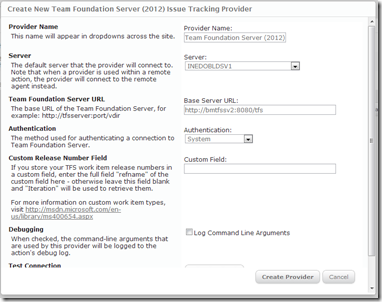 Create New Team Foundation Server (2012) Issue Tracking Provider
Provider Name
This name will appear in dropdowns across the site.
Provider Name:
Team Foundation Server (2012)
Server
The default server that the provider will connect to.
Note that when a provider is used within a remote
action, the provider will connect to the remote
agent instead.
Server:
INEDOBLDSV1
Team Foundation Server URL
The base URL of the Team Foundation Server, for
example: http://tfsserver:port/vdir
Base Server URL:
http://bmtfssv2:8080/tfs
Authentication
The method used for authenticating a connection to
Team Foundation Server.
Authentication:
System
Custom Release Number Field
If you store your TFS work item release numbers in
a custom field, enter the full field "refname" of the
custom field here - otherwise leave this field blank
and "Iteration" will be used to retrieve them.
For more information on custom work item types,
visit http://msdn.microsoft.com/en-
us/library/ms400654.aspx
Custom Field:
Debugging
When checked, the command-line arguments that
are used by this provider will be logged to the
action's debug log.
Log Command Line Arguments
Test Connection
Create Provider
Cancel